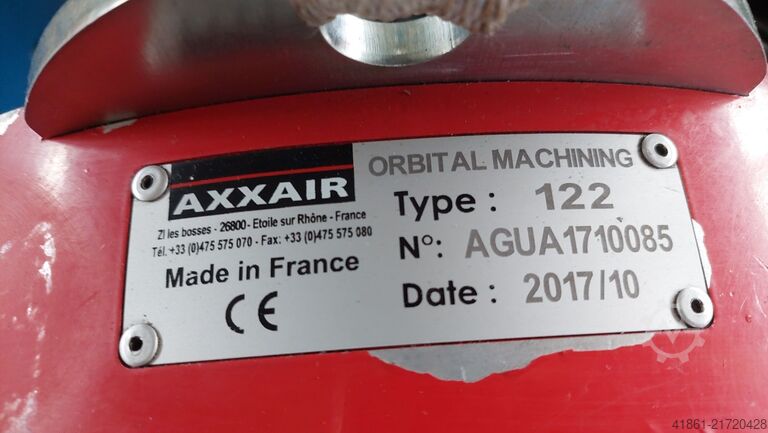 AXXAIR
ZI les bosses - 26800 - Etoile sur Rhône - France
Tél. +33 (0)475 575 070 - Fax: +33 (0)475 575 080
Made in France
CE
ORBITAL MACHINING
Type : 122
N°: AGUA1710085
Date : 2017/10
41861-21720428